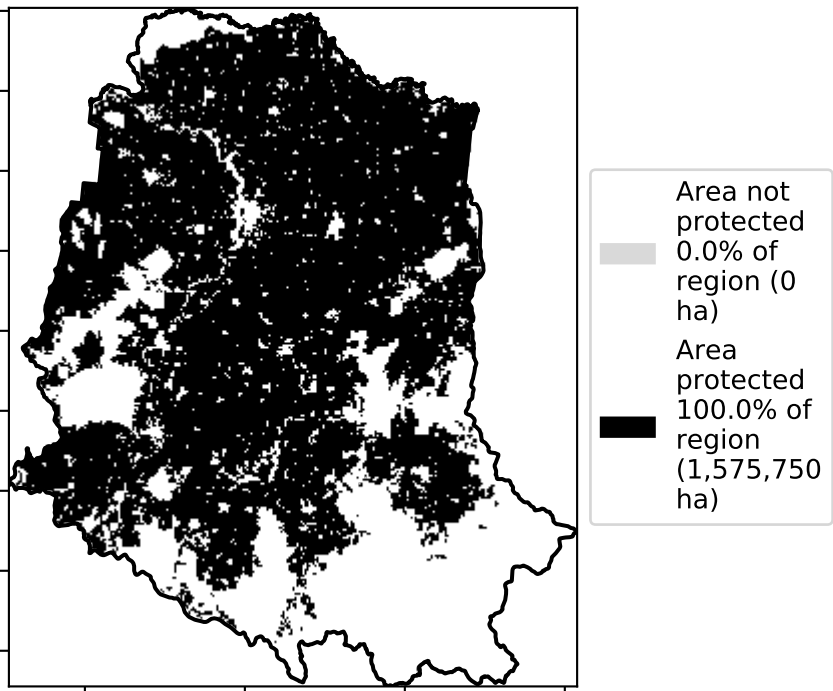 Area not
protected
0.0% of
region (0
ha)
Area
protected
100.0% of
region
(1,575,750
ha)